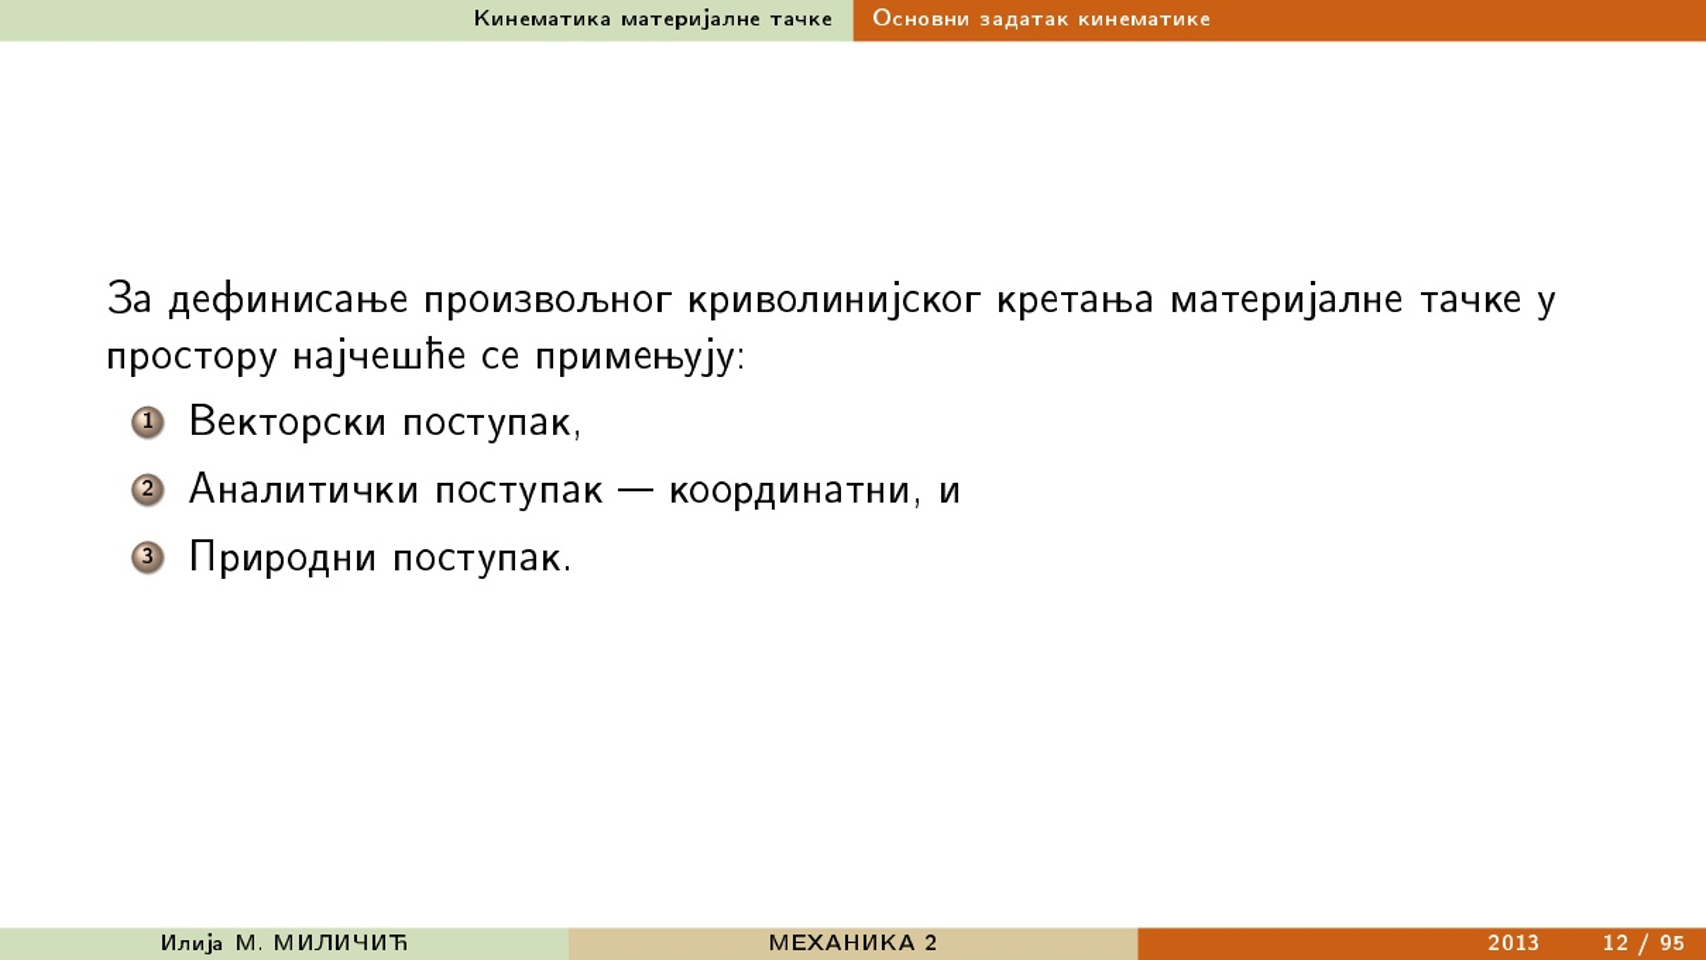 Кинематика материјалне тачке Основни задатак кинематике
За дефинисање произвољног криволинијског кретања материјалне тачке у
простору најчешће се примењују:
1 Векторски поступак,
2 Аналитички поступак — координатни, и
3 Природни поступак.
Илија М. МИЛИЧИЋ МЕХАНИКА 2 2013 12 / 95